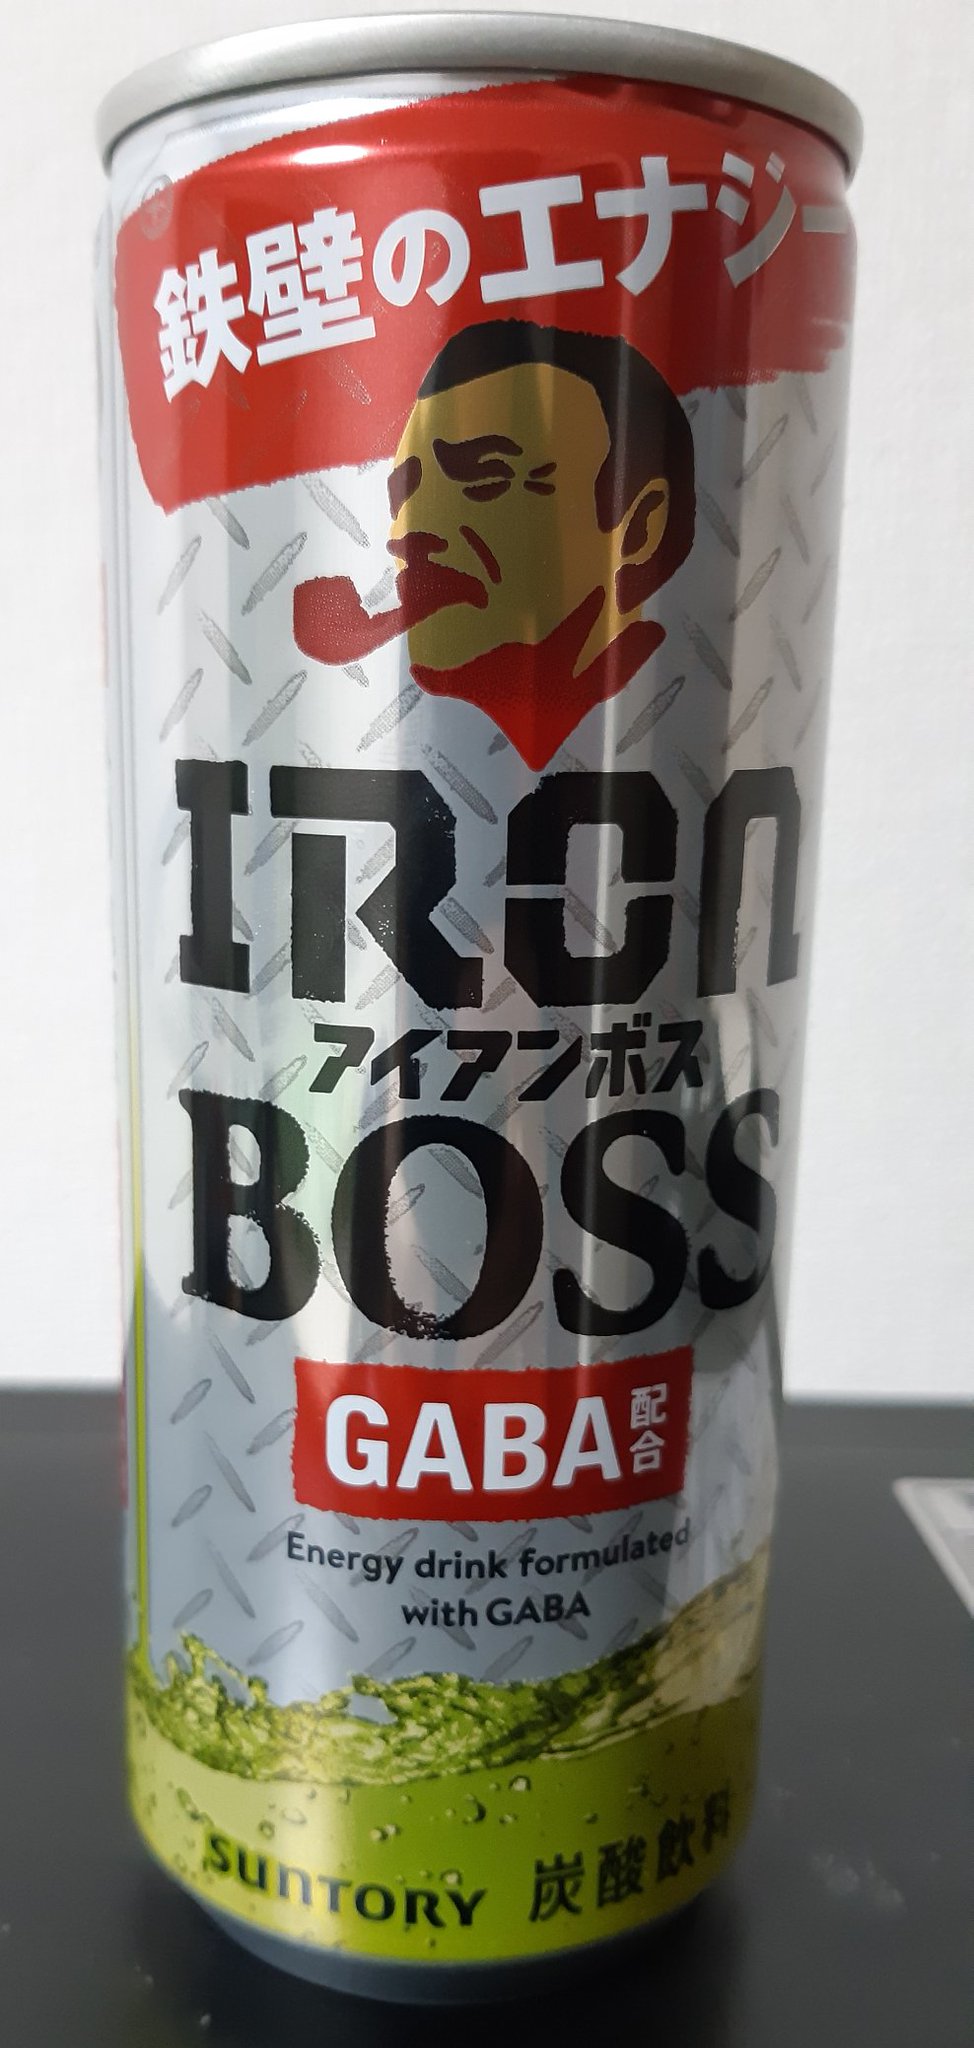 鉄壁のエナジー
IRON
アイアンボス
BOSS
GABA配合
Energy drink formulated
with GABA
SUNTORY 炭酸飲料